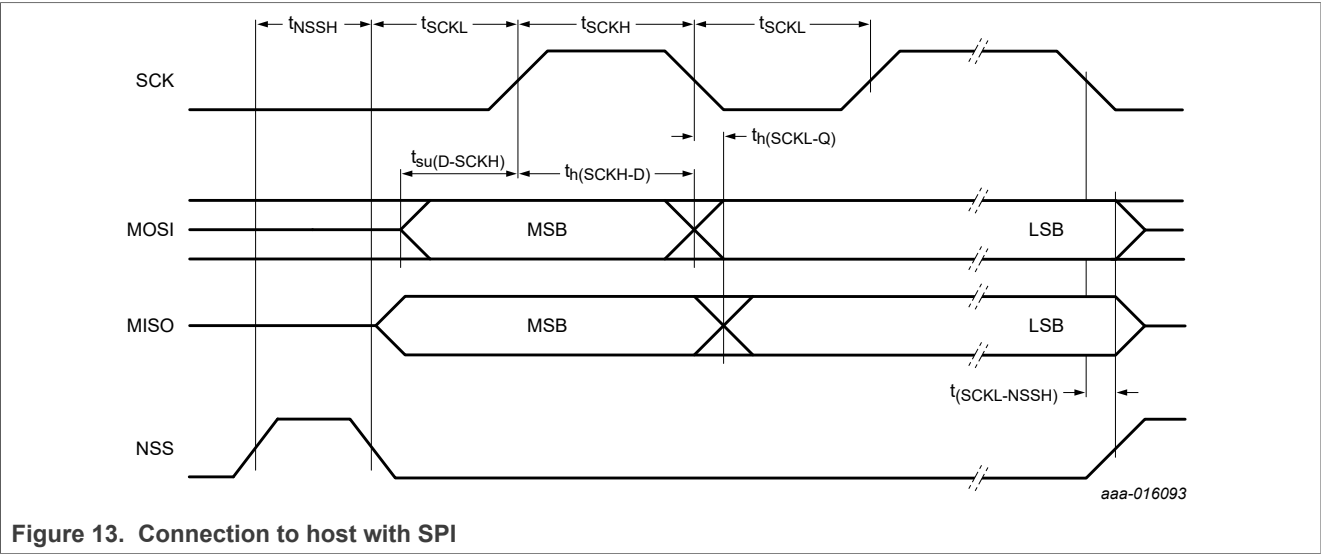 tNSSH
tSCKL
tSCKH
tSCKL
SCK
th(SCKL-Q)
tsu(D-SCKH)
th(SCKH-D)
MOSI
MSB
LSB
MISO
MSB
LSB
t(SCKL-NSSH)
NSS
aaa-016093
Figure 13. Connection to host with SPI